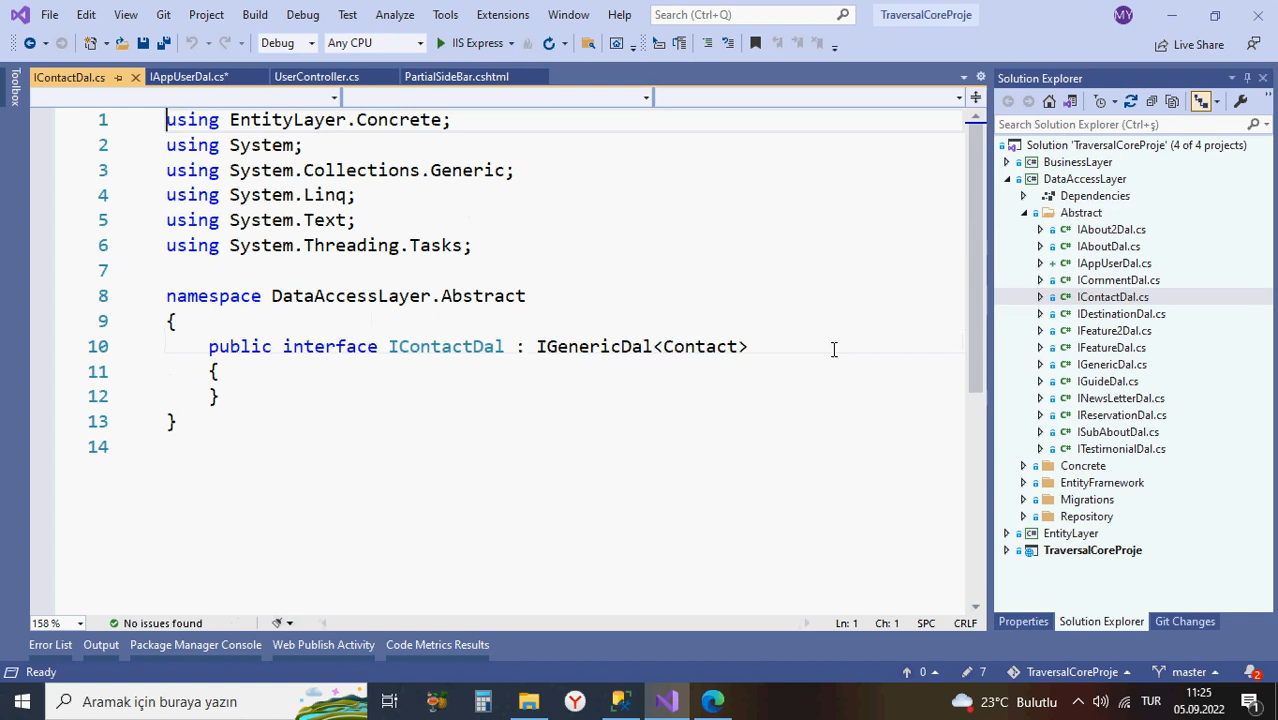 File Edit View Git Project Build Debug Test Analyze Tools Extensions Window Help Search (Ctrl+Q) TraversalCoreProje MY
Debug Any CPU IIS Express Live Share
IContactDal.cs IAppUserDal.cs* UserController.cs PartialSideBar.cshtml
Toolbox
1 using EntityLayer.Concrete;
2 using System;
3 using System.Collections.Generic;
4 using System.Linq;
5 using System.Text;
6 using System.Threading.Tasks;
7
8 namespace DataAccessLayer.Abstract
9 {
10 public interface IContactDal : IGenericDal<Contact>
11 {
12 }
13 }
14
158 % No issues found Ln: 1 Ch: 1 SPC CRLF
Solution Explorer
Search Solution Explorer (Ctrl+ş)
Solution 'TraversalCoreProje' (4 of 4 projects)
BusinessLayer
DataAccessLayer
Dependencies
Abstract
IAbout2Dal.cs
IAboutDal.cs
IAppUserDal.cs
ICommentDal.cs
IContactDal.cs
IDestinationDal.cs
IFeature2Dal.cs
IFeatureDal.cs
IGenericDal.cs
IGuideDal.cs
INewsLetterDal.cs
IReservationDal.cs
ISubAboutDal.cs
ITestimonialDal.cs
Concrete
EntityFramework
Migrations
Repository
EntityLayer
TraversalCoreProje
Properties Solution Explorer Git Changes
Error List Output Package Manager Console Web Publish Activity Code Metrics Results
Ready 0 7 TraversalCoreProje master 2
Aramak için buraya yazın 23°C Bulutlu TUR 11:25
05.09.2022 1